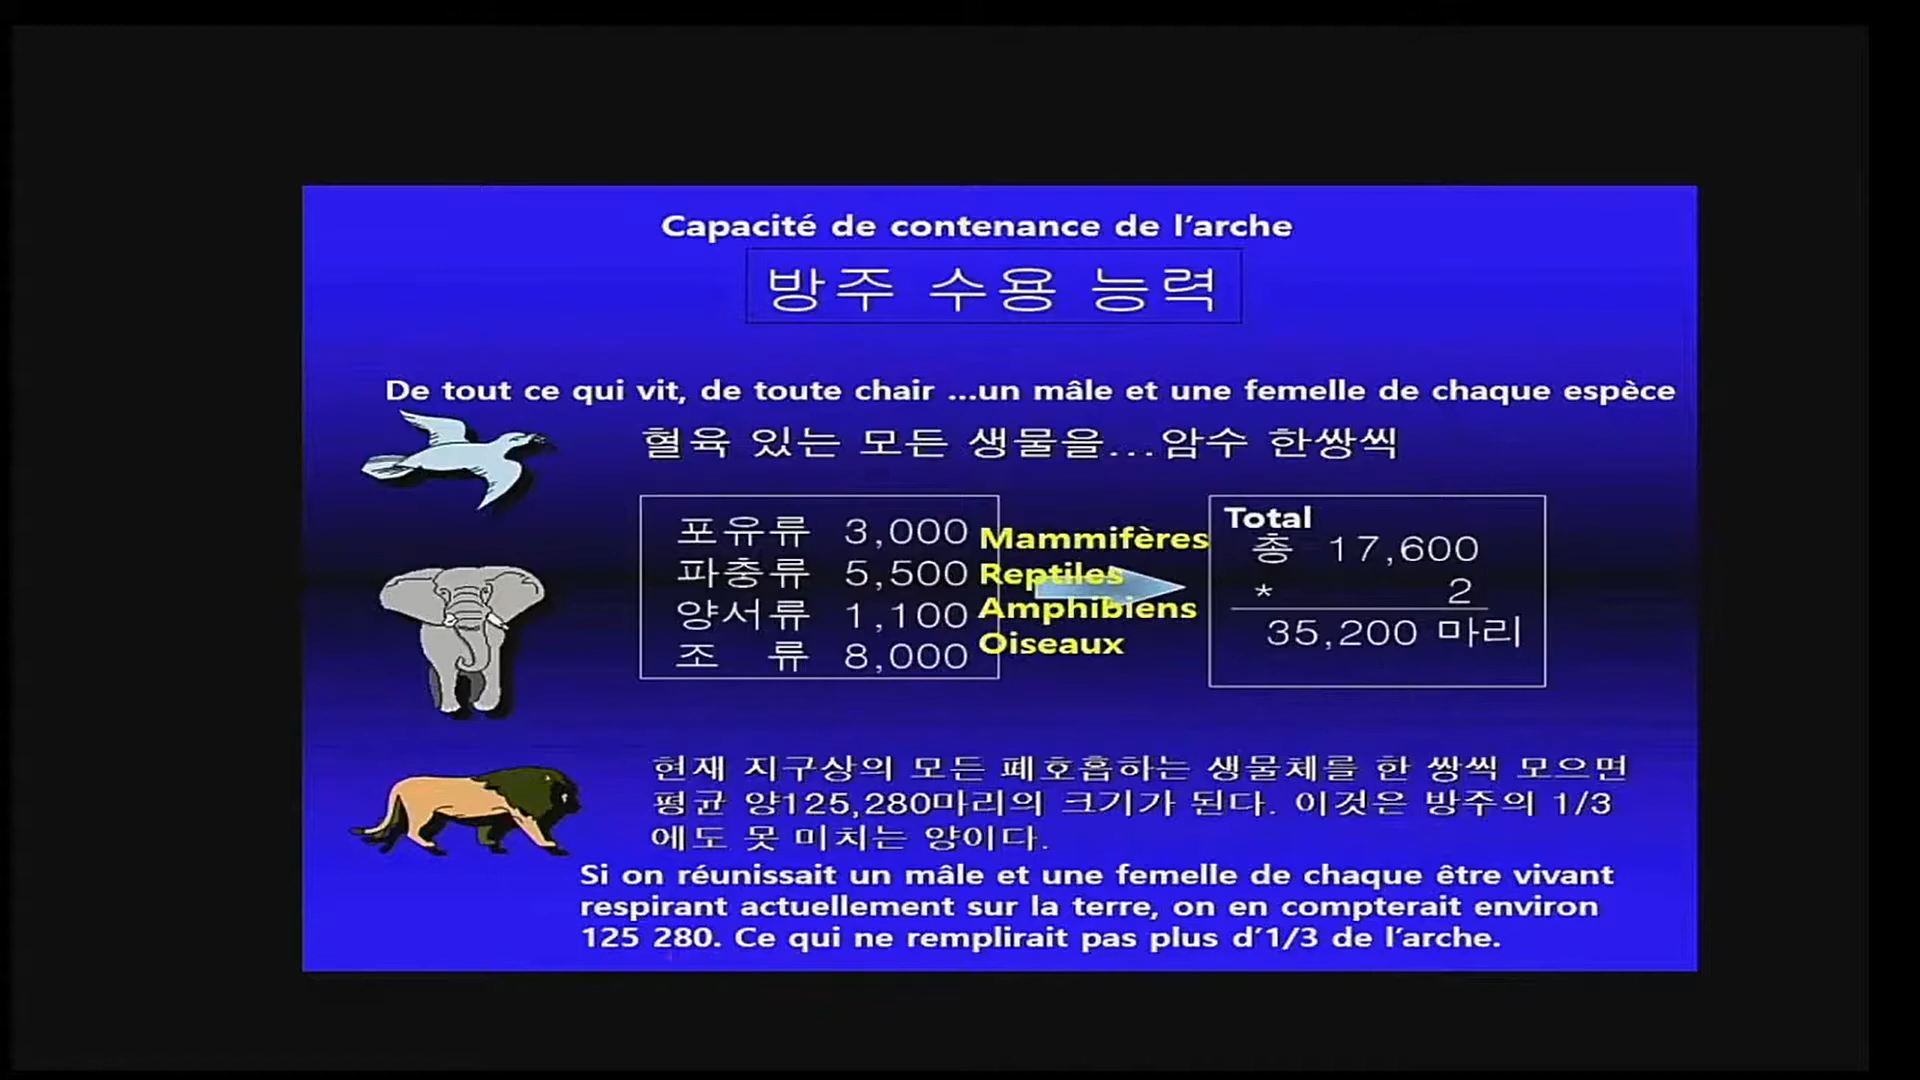 Capacité de contenance de l'arche
방주 수용 능력
De tout ce qui vit, de toute chair ...un mâle et une femelle de chaque espèce
혈육 있는 모든 생물을...암수 한쌍씩
포유류 3,000 Mammifères
파충류 5,500 Reptiles
양서류 1,100 Amphibiens
조 류 8,000 Oiseaux
Total
총 17,600
* 2
35,200 마리
현재 지구상의 모든 폐호흡하는 생물체를 한 쌍씩 모으면
평균 양125,280마리의 크기가 된다. 이것은 방주의 1/3
에도 못 미치는 양이다.
Si on réunissait un mâle et une femelle de chaque être vivant
respirant actuellement sur la terre, on en compterait environ
125 280. Ce qui ne remplirait pas plus d'1/3 de l'arche.